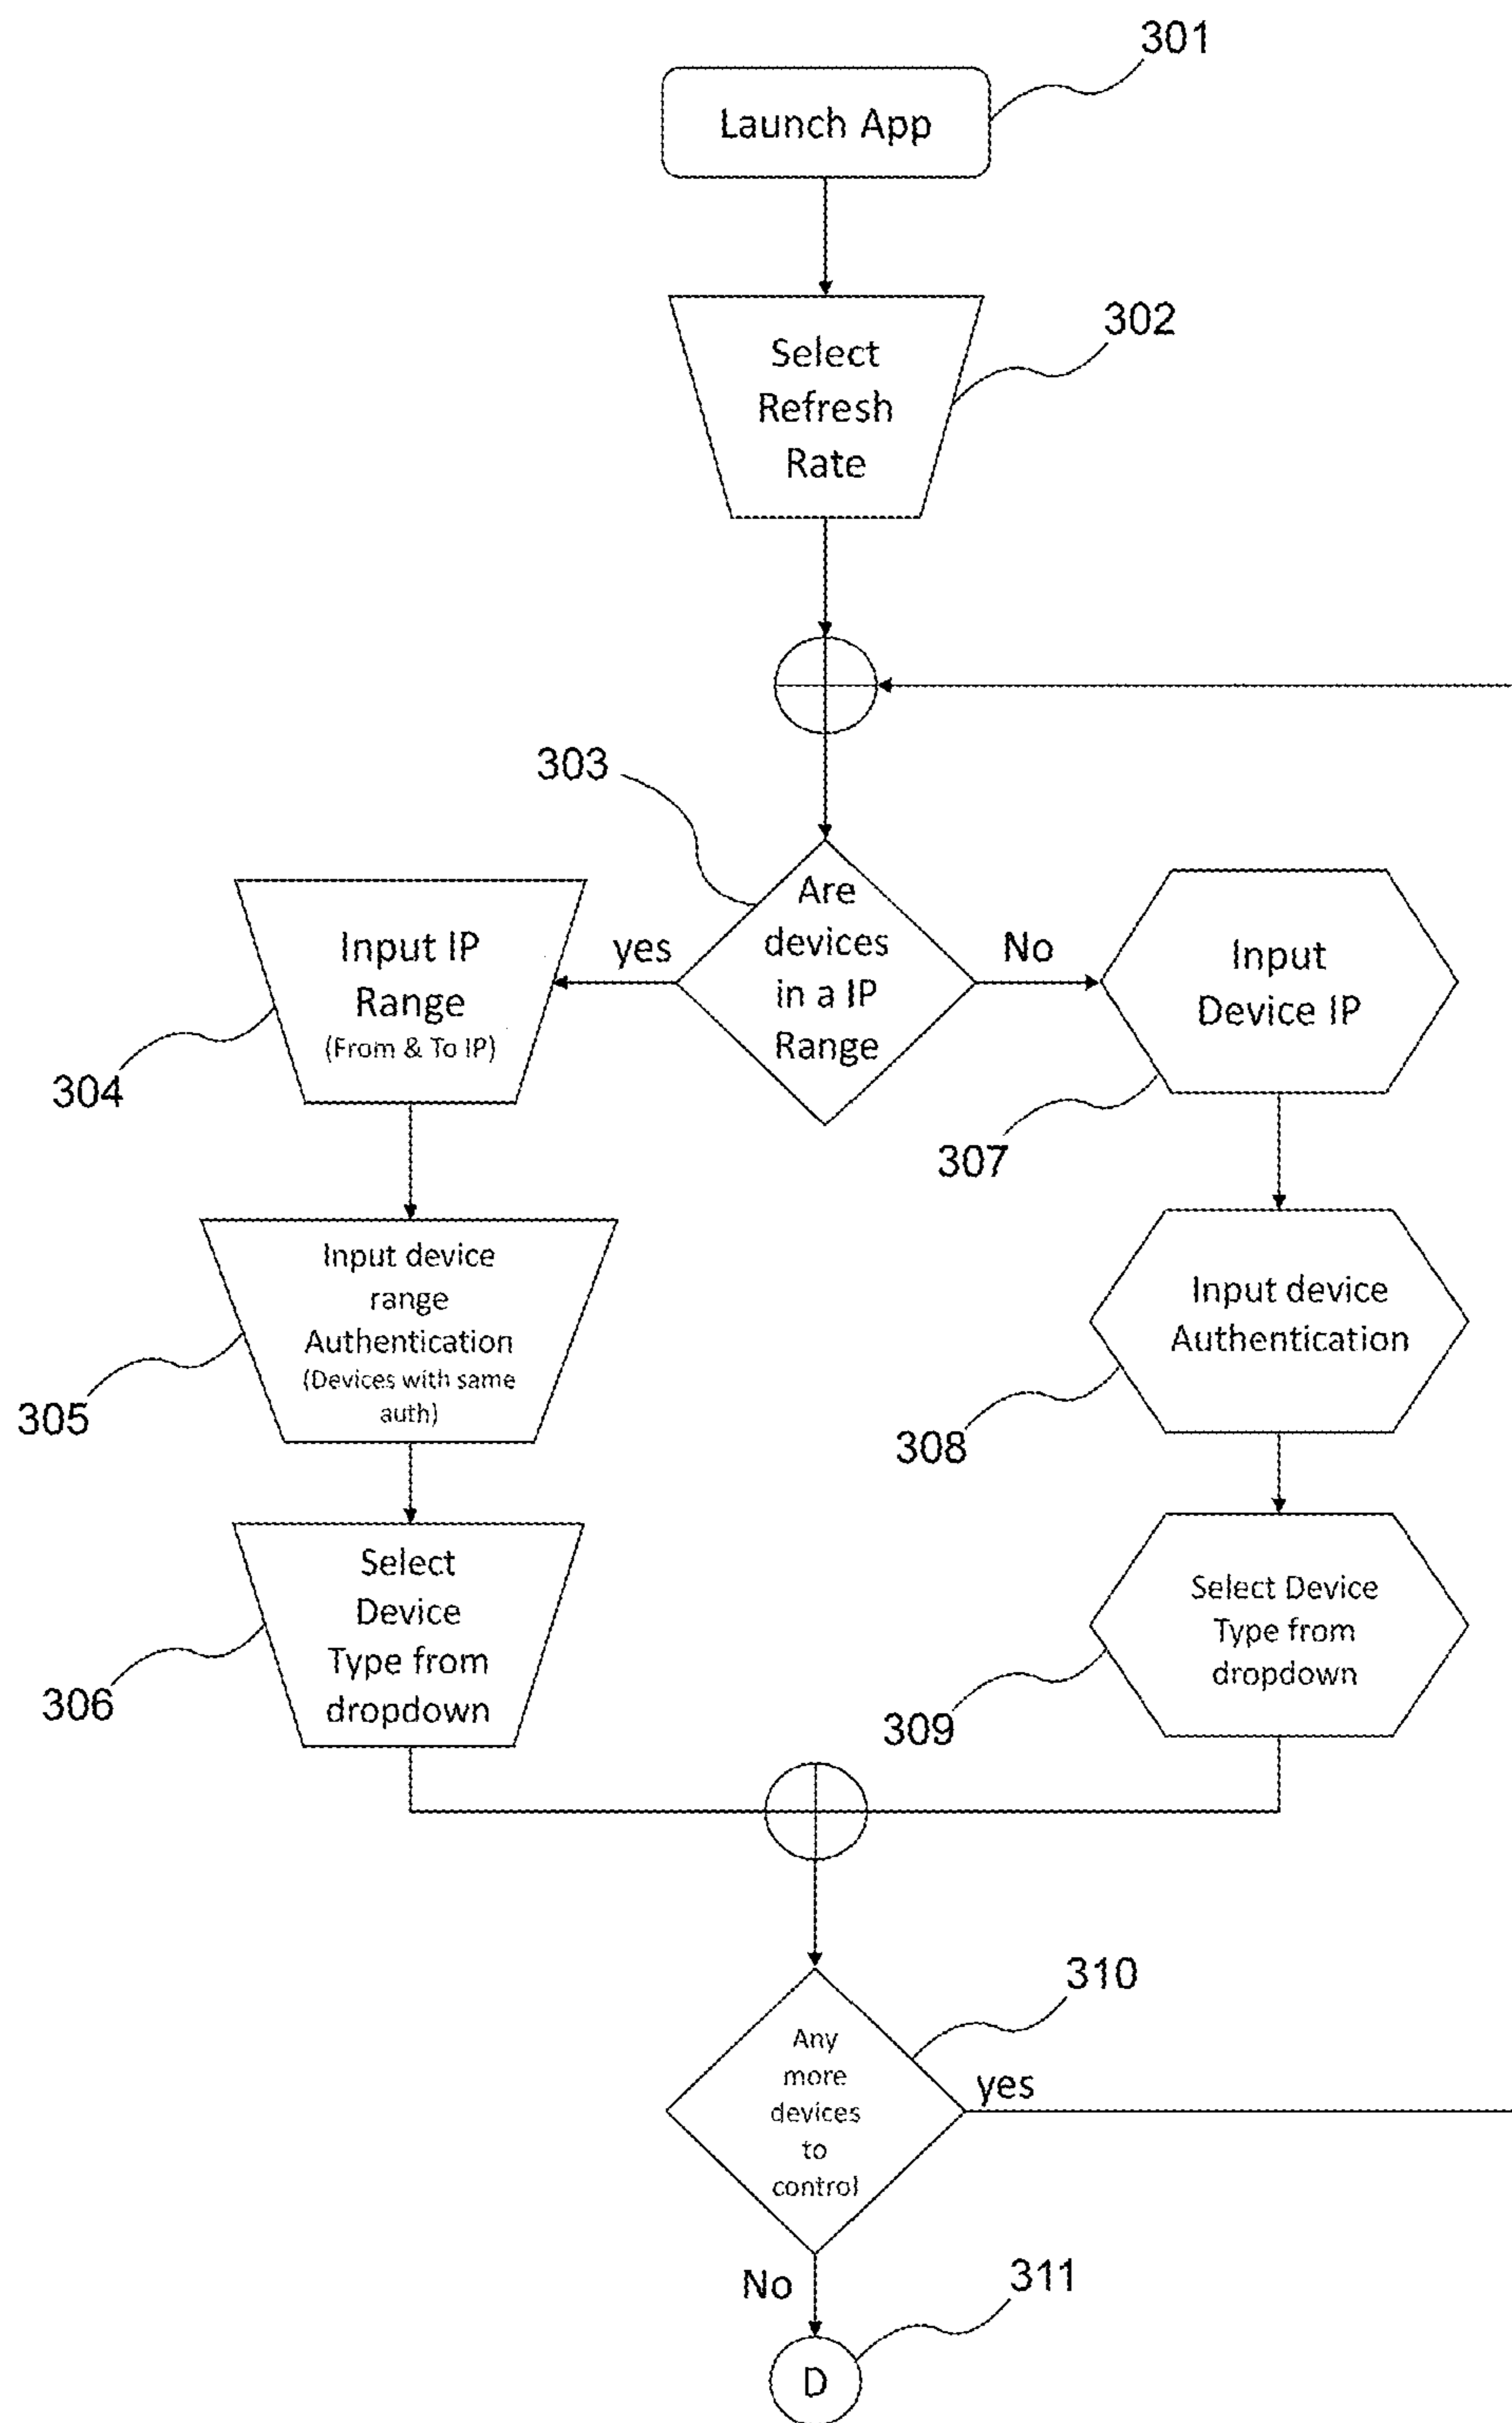 301
Launch App
302
Select
Refresh
Rate
303
Are
devices
in a IP
Range
yes
No
Input IP
Range
(From & To IP)
304
Input
Device IP
307
Input device
range
Authentication
(Devices with same
auth)
305
Input device
Authentication
308
Select
Device
Type from
dropdown
306
Select Device
Type from
dropdown
309
310
Any
more
devices
to
control
yes
No
311
D